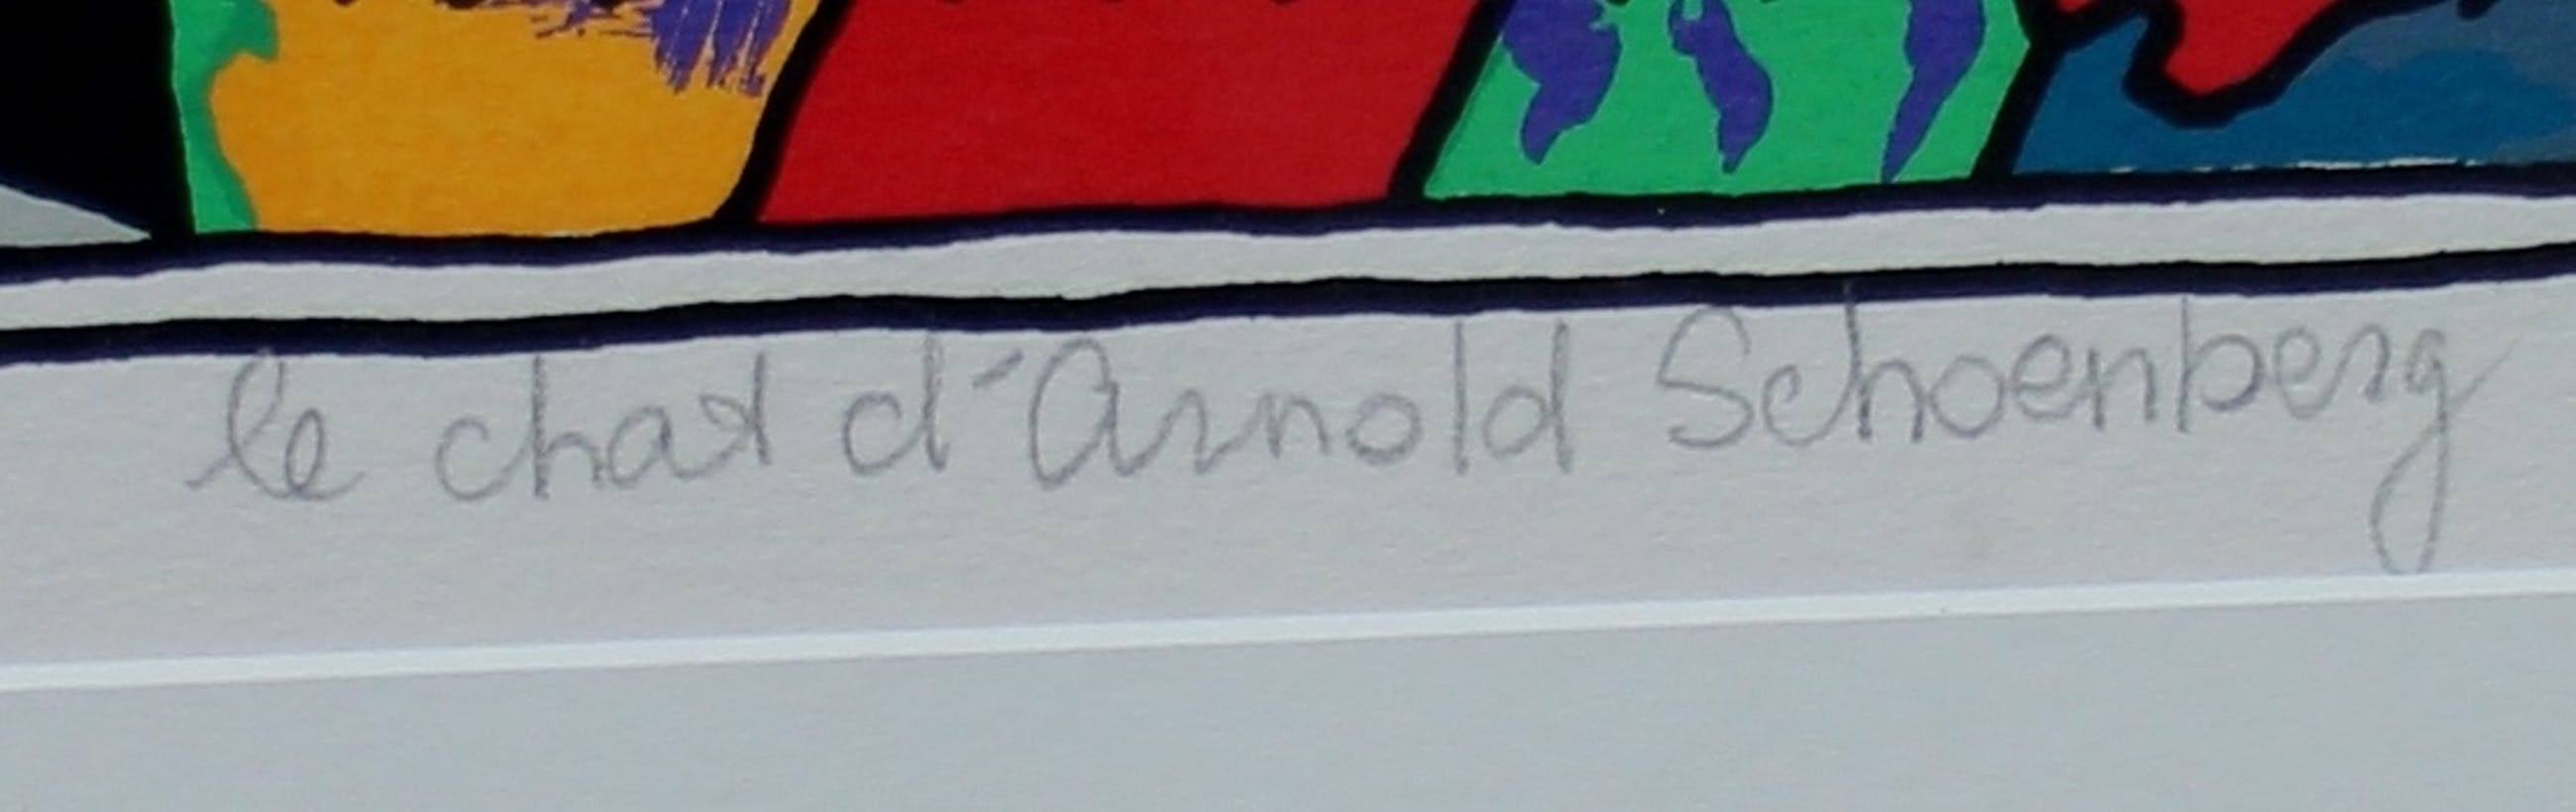 le chat d'Arnold Schoenberg